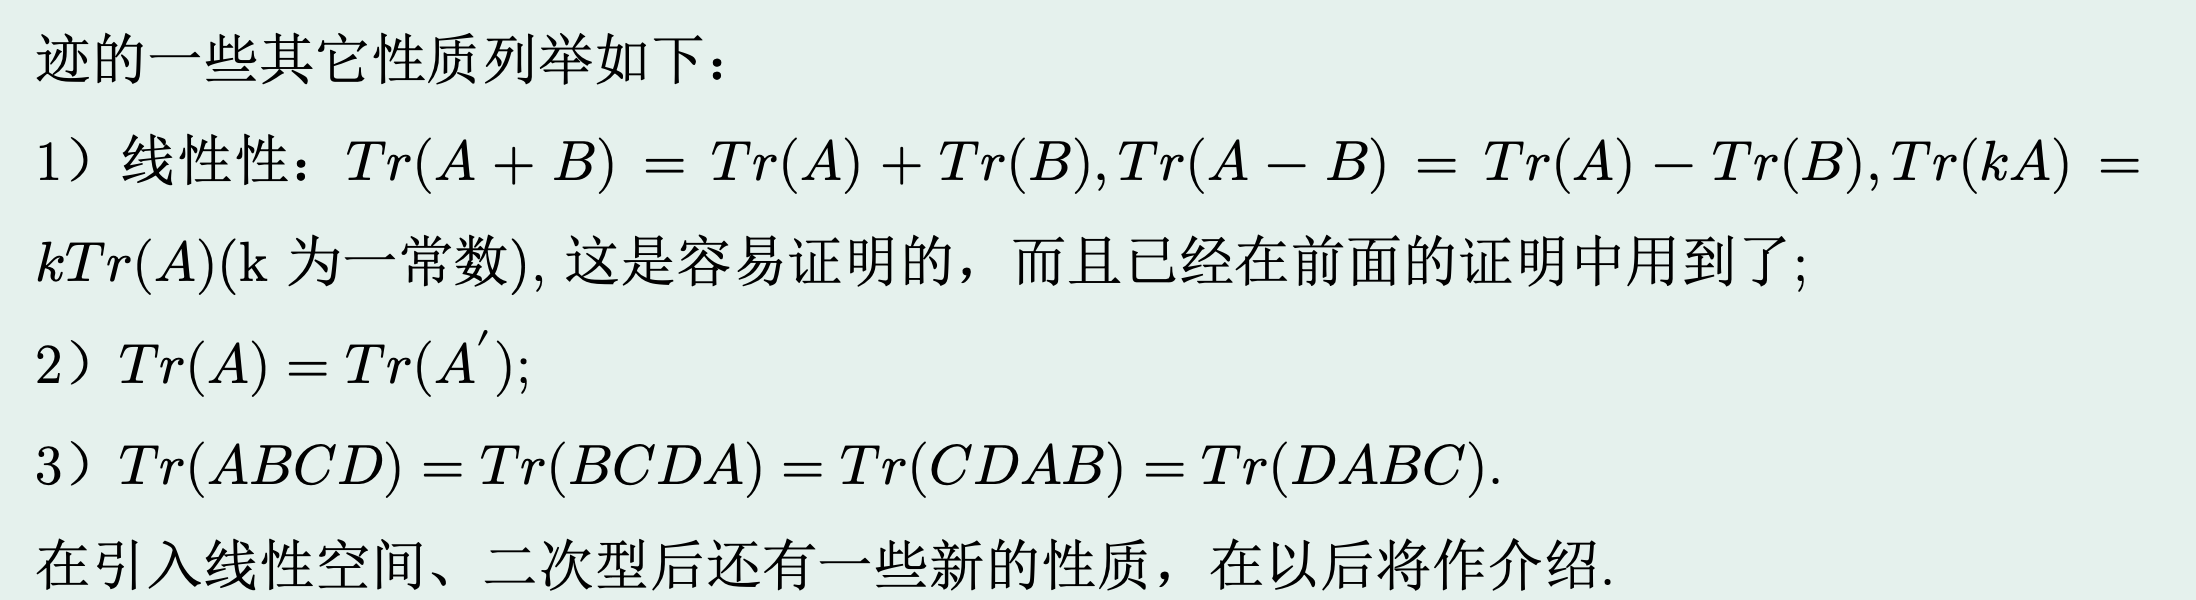 迹的一些其它性质列举如下：
1）线性性：Tr(A + B) = Tr(A) + Tr(B), Tr(A − B) = Tr(A) − Tr(B), Tr(kA) =
kTr(A)(k 为一常数), 这是容易证明的，而且已经在前面的证明中用到了;
2）Tr(A) = Tr(A′);
3）Tr(ABCD) = Tr(BCDA) = Tr(CDAB) = Tr(DABC).
在引入线性空间、二次型后还有一些新的性质，在以后将作介绍.